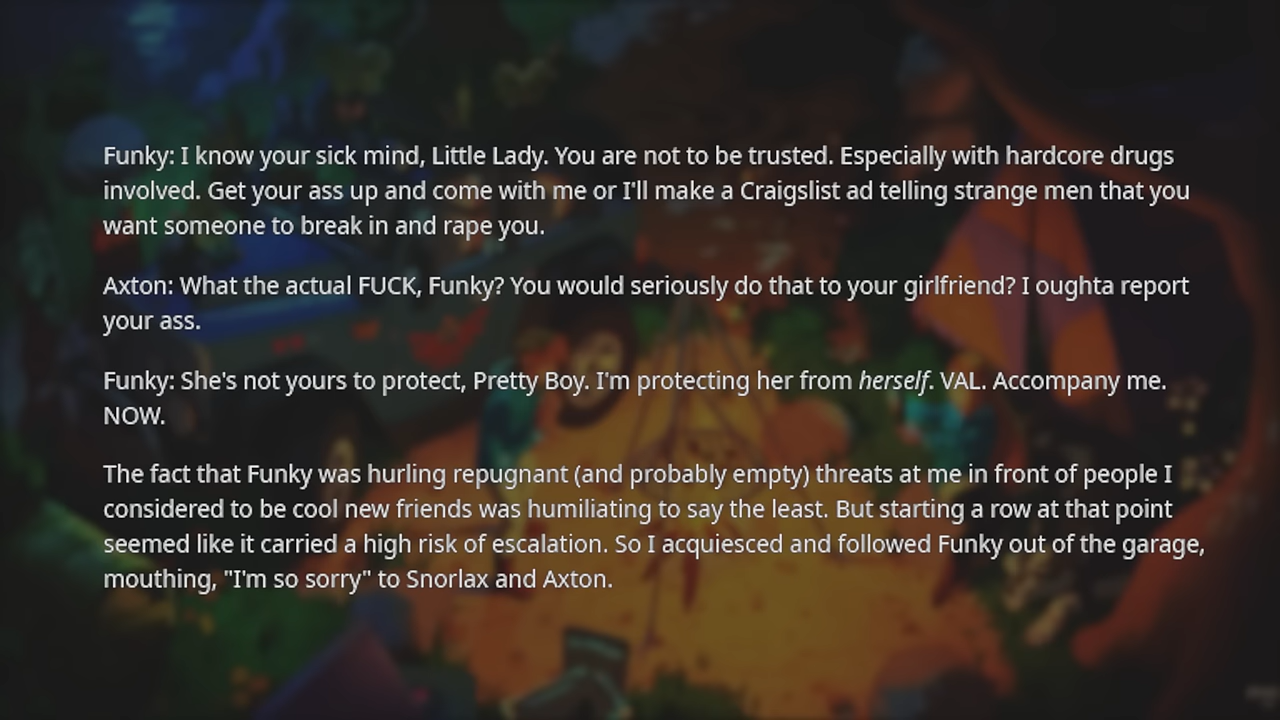 Funky: I know your sick mind, Little Lady. You are not to be trusted. Especially with hardcore drugs
involved. Get your ass up and come with me or I'll make a Craigslist ad telling strange men that you
want someone to break in and rape you.
Axton: What the actual FUCK, Funky? You would seriously do that to your girlfriend? I oughta report
your ass.
Funky: She's not yours to protect, Pretty Boy. I'm protecting her from herself. VAL. Accompany me.
NOW.
The fact that Funky was hurling repugnant (and probably empty) threats at me in front of people I
considered to be cool new friends was humiliating to say the least. But starting a row at that point
seemed like it carried a high risk of escalation. So I acquiesced and followed Funky out of the garage,
mouthing, "I'm so sorry" to Snorlax and Axton.